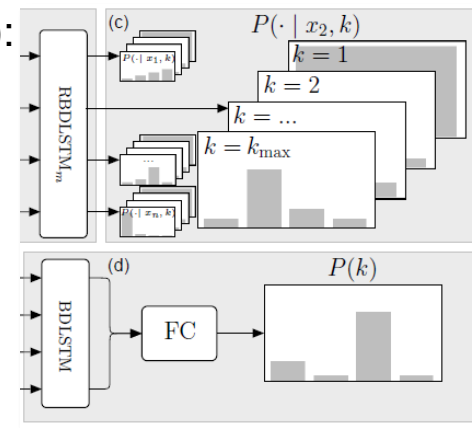 ):
(c)
P(· | x₂, k)
P(· | x₁, k)
k = 1
k = 2
k = ...
k = kₘₐₓ
...
P(· | xₙ, k)
RBDLSTMₘ
(d)
P(k)
BDLSTM
FC